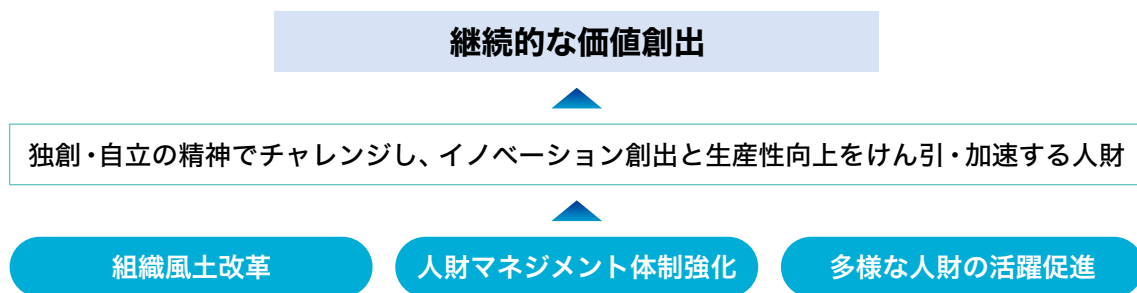 継続的な価値創出
独創・自立の精神でチャレンジし、イノベーション創出と生産性向上をけん引・加速する人財
組織風土改革
人財マネジメント体制強化
多様な人財の活躍促進